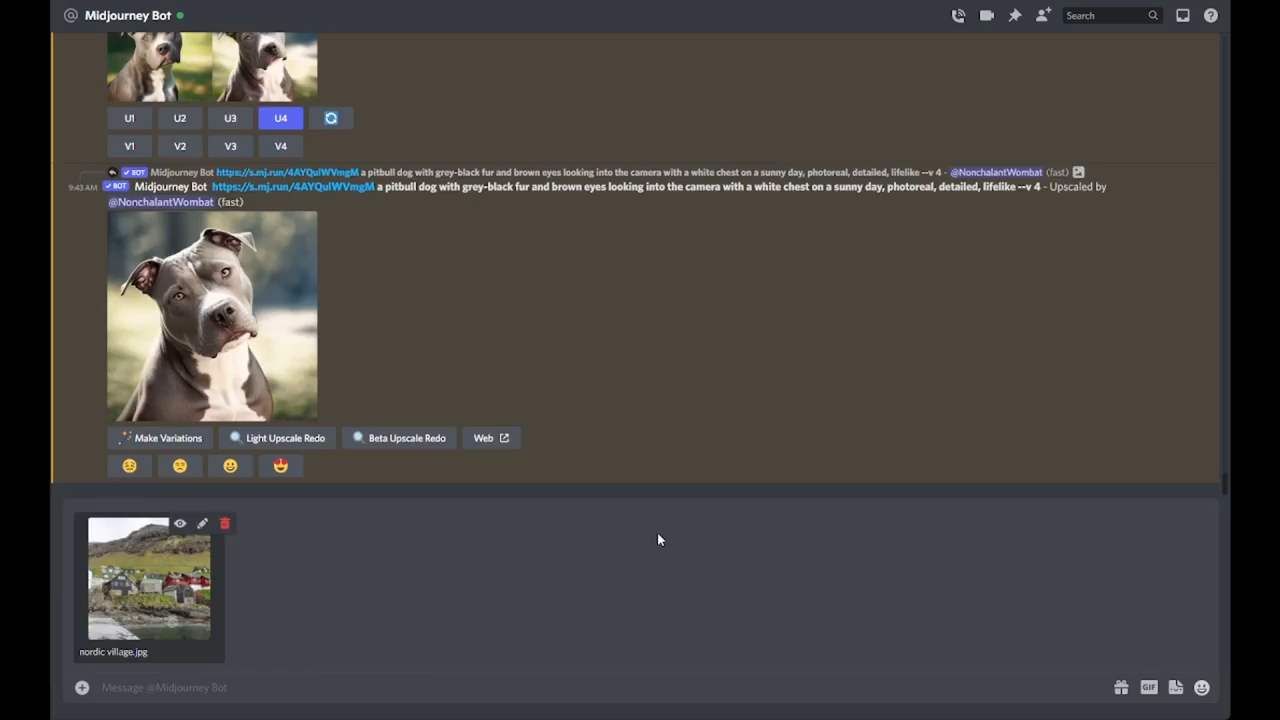 @ Midjourney Bot
Search
U1 U2 U3 U4
V1 V2 V3 V4
BOT Midjourney Bot https://s.mj.run/4AYQuIWVmgM a pitbull dog with grey-black fur and brown eyes looking into the camera with a white chest on a sunny day, photoreal, detailed, lifelike --v 4 - @NonchalantWombat (fast)
9:43 AM BOT Midjourney Bot https://s.mj.run/4AYQuIWVmgM a pitbull dog with grey-black fur and brown eyes looking into the camera with a white chest on a sunny day, photoreal, detailed, lifelike --v 4 - Upscaled by
@NonchalantWombat (fast)
Make Variations Light Upscale Redo Beta Upscale Redo Web
nordic village.jpg
Message @Midjourney Bot
GIF